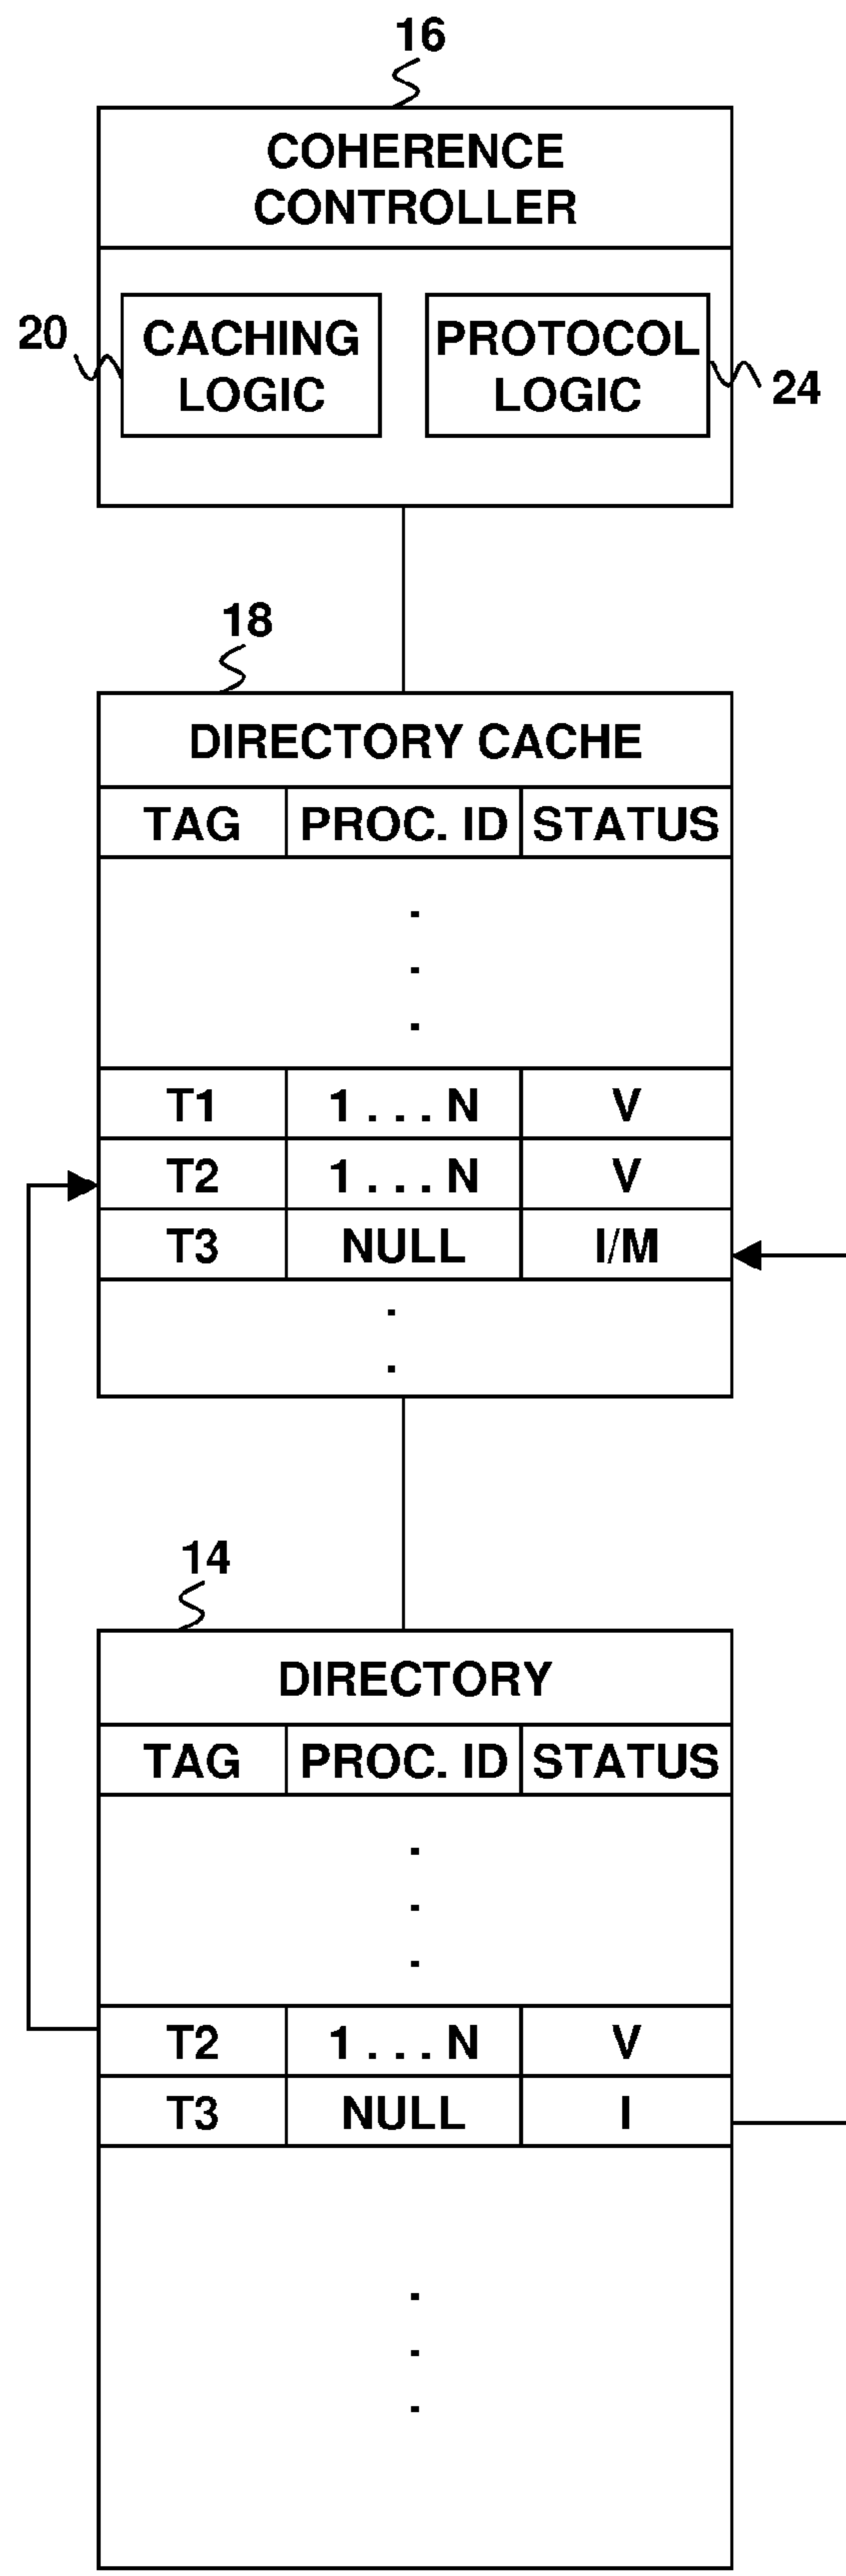 16
COHERENCE
CONTROLLER
20
CACHING
LOGIC
PROTOCOL
LOGIC
24
18
DIRECTORY CACHE
TAG PROC. ID STATUS
.
.
.
T1 1 . . . N V
T2 1 . . . N V
T3 NULL I/M
.
.
14
DIRECTORY
TAG PROC. ID STATUS
.
.
.
T2 1 . . . N V
T3 NULL I
.
.
.